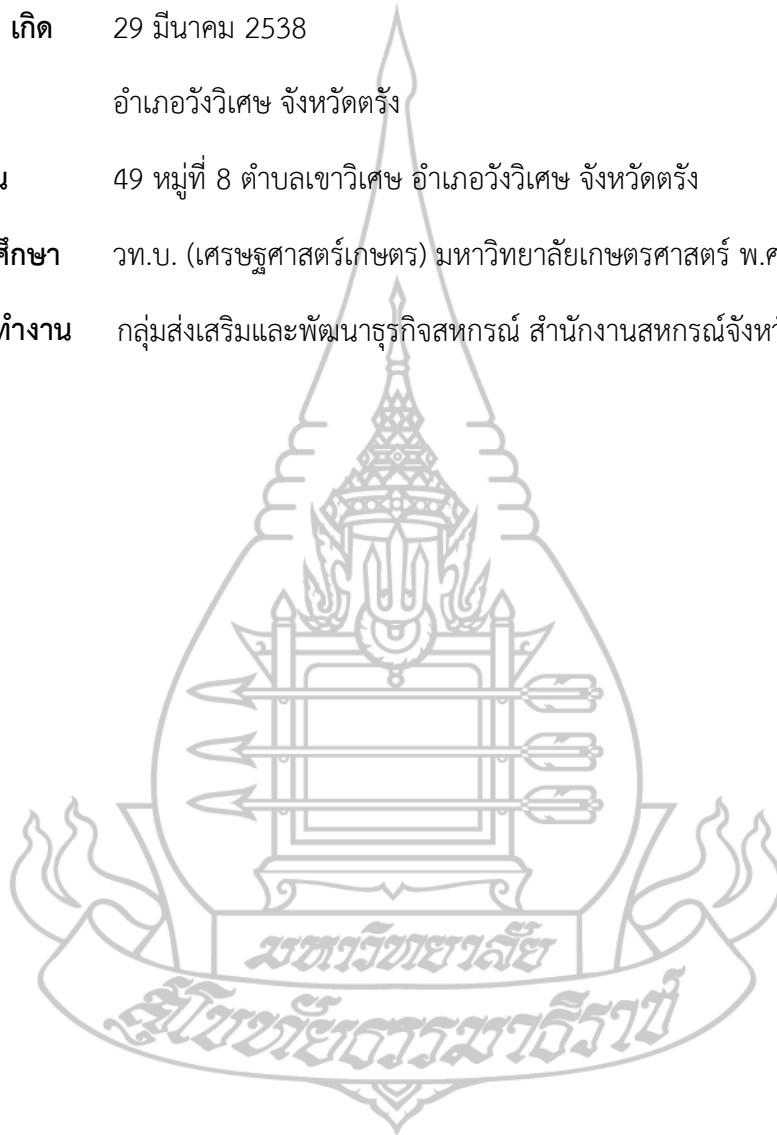 เกิด 29 มีนาคม 2538
อำเภอวังวิเศษ จังหวัดตรัง
49 หมู่ที่ 8 ตำบลเขาวิเศษ อำเภอวังวิเศษ จังหวัดตรัง
วท.บ. (เศรษฐศาสตร์เกษตร) มหาวิทยาลัยเกษตรศาสตร์
ทำงาน กลุ่มส่งเสริมและพัฒนาธุรกิจสหกรณ์
มหาวิทยาลัย
สุโขทัยธรรมาธิราช